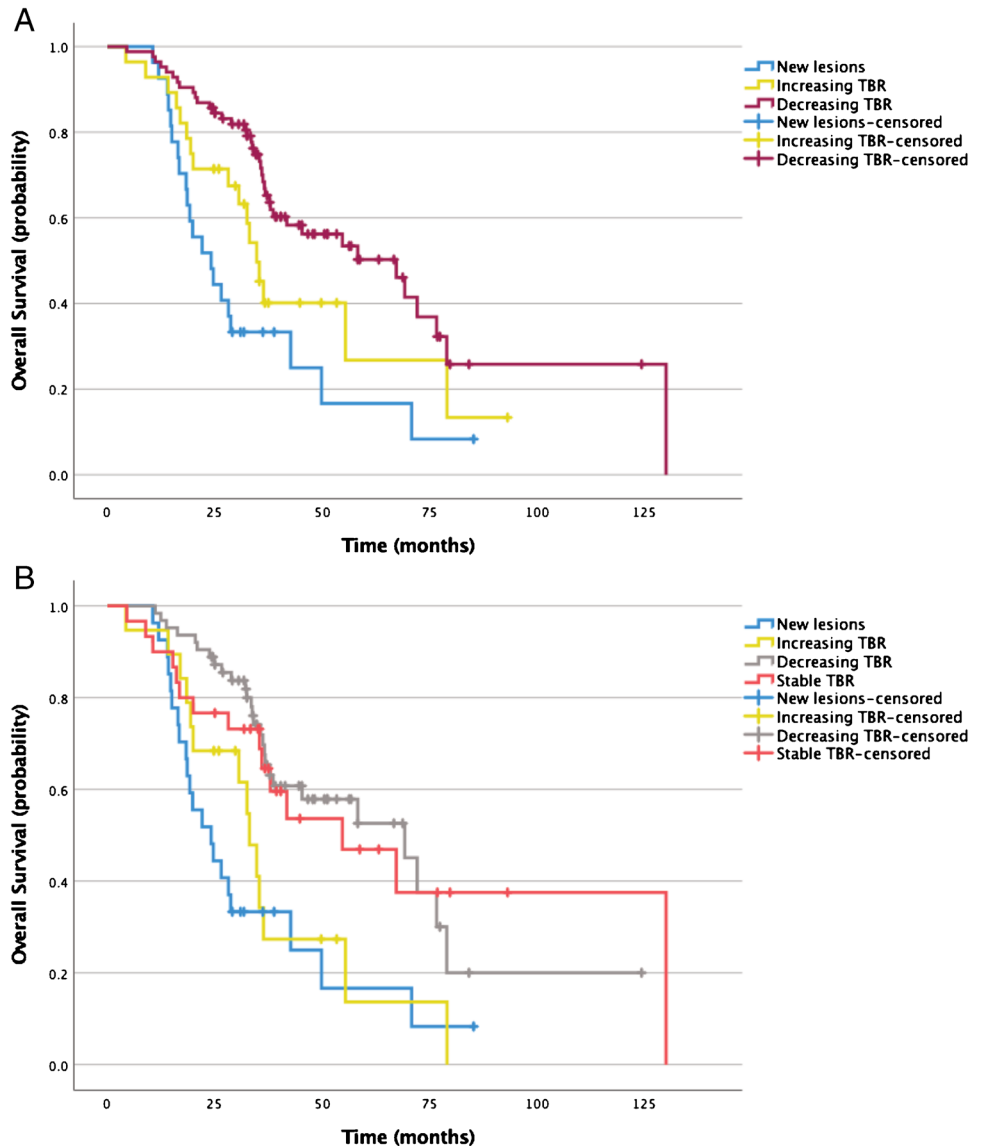 A
Overall Survival (probability)
1.0
0.8
0.6
0.4
0.2
0.0
0 25 50 75 100 125
Time (months)
New lesions
Increasing TBR
Decreasing TBR
New lesions-censored
Increasing TBR-censored
Decreasing TBR-censored
B
Overall Survival (probability)
1.0
0.8
0.6
0.4
0.2
0.0
0 25 50 75 100 125
Time (months)
New lesions
Increasing TBR
Decreasing TBR
Stable TBR
New lesions-censored
Increasing TBR-censored
Decreasing TBR-censored
Stable TBR-censored